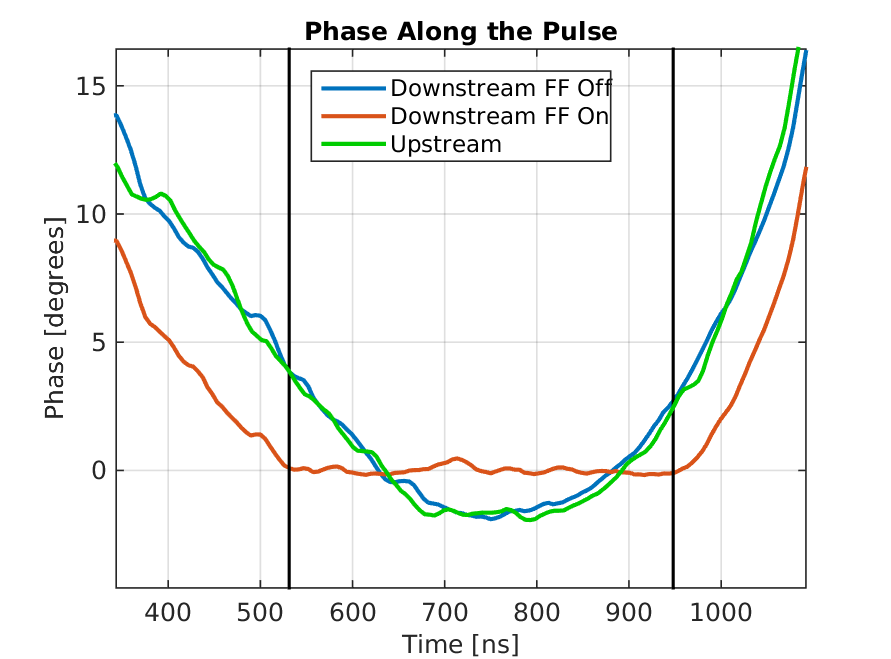 Phase Along the Pulse
Downstream FF Off
Downstream FF On
Upstream
Phase [degrees]
15
10
5
0
400 500 600 700 800 900 1000
Time [ns]